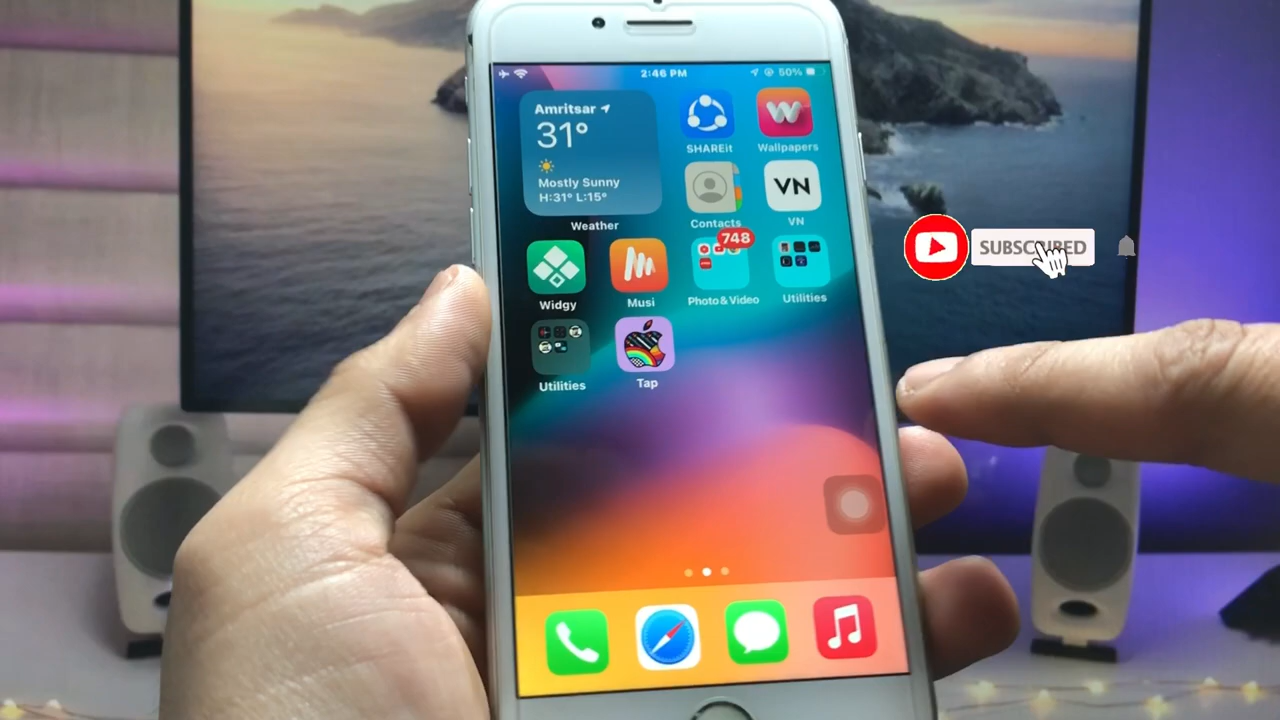 2:46 PM
50%
Amritsar
31°
Mostly Sunny
H:31° L:15°
Weather
SHAREit
W
Wallpapers
Contacts
VN
VN
Widgy
Musi
748
Photo & Video
Utilities
Utilities
Tap
SUBSCRIBED